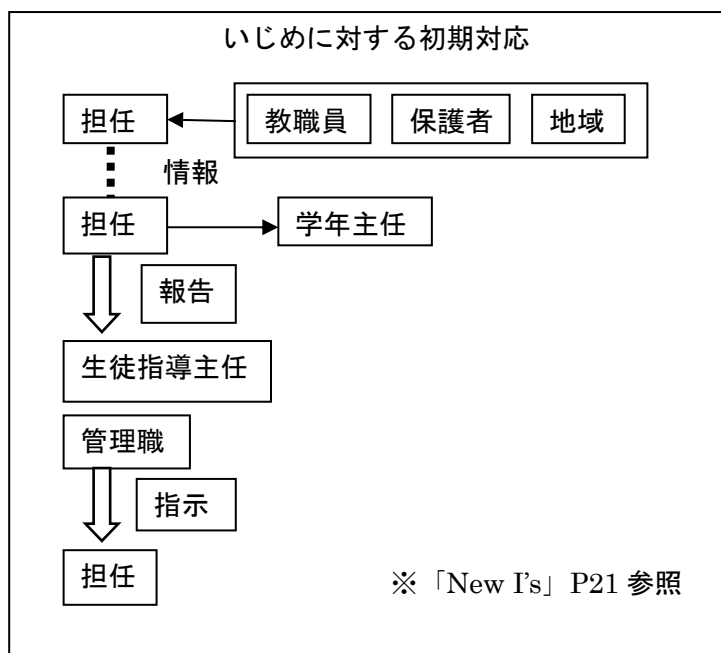 いじめに対する初期対応
担任
教職員 保護者 地域
情報
担任
学年主任
報告
生徒指導主任
管理職
指示
担任
※「New I's」P21 参照